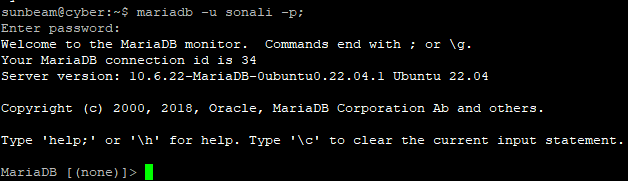 sunbeam@cyber:~$ mariadb -u sonali -p;
Enter password:
Welcome to the MariaDB monitor.  Commands end with ; or \g.
Your MariaDB connection id is 34
Server version: 10.6.22-MariaDB-0ubuntu0.22.04.1 Ubuntu 22.04

Copyright (c) 2000, 2018, Oracle, MariaDB Corporation Ab and others.

Type 'help;' or '\h' for help. Type '\c' to clear the current input statement.

MariaDB [(none)]>